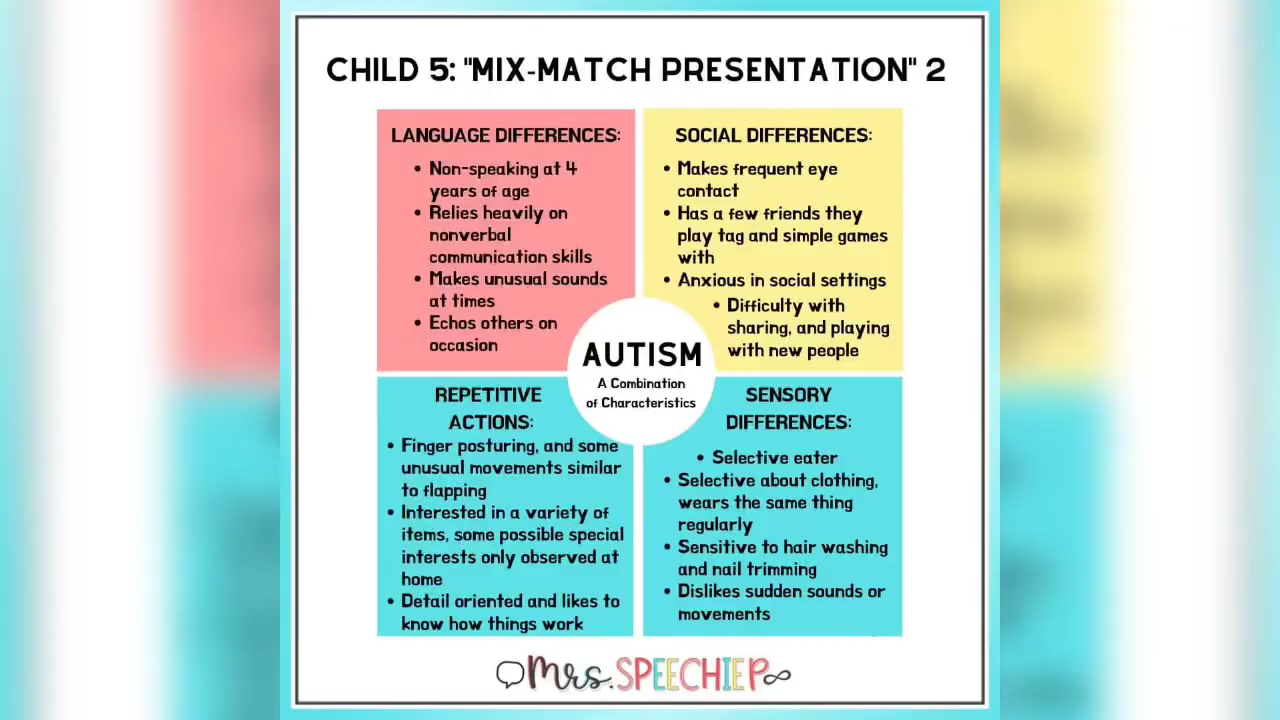 CHILD 5: "MIX-MATCH PRESENTATION" 2
LANGUAGE DIFFERENCES:
• Non-speaking at 4
years of age
• Relies heavily on
nonverbal
communication skills
• Makes unusual sounds
at times
• Echos others on
occasion
SOCIAL DIFFERENCES:
• Makes frequent eye
contact
• Has a few friends they
play tag and simple games
with
• Anxious in social settings
• Difficulty with
sharing, and playing
with new people
AUTISM
A Combination
of Characteristics
REPETITIVE
ACTIONS:
• Finger posturing, and some
unusual movements similar
to flapping
• Interested in a variety of
items, some possible special
interests only observed at
home
• Detail oriented and likes to
know how things work
SENSORY
DIFFERENCES:
• Selective eater
• Selective about clothing,
wears the same thing
regularly
• Sensitive to hair washing
and nail trimming
• Dislikes sudden sounds or
movements
Mrs. SPEECHIEP